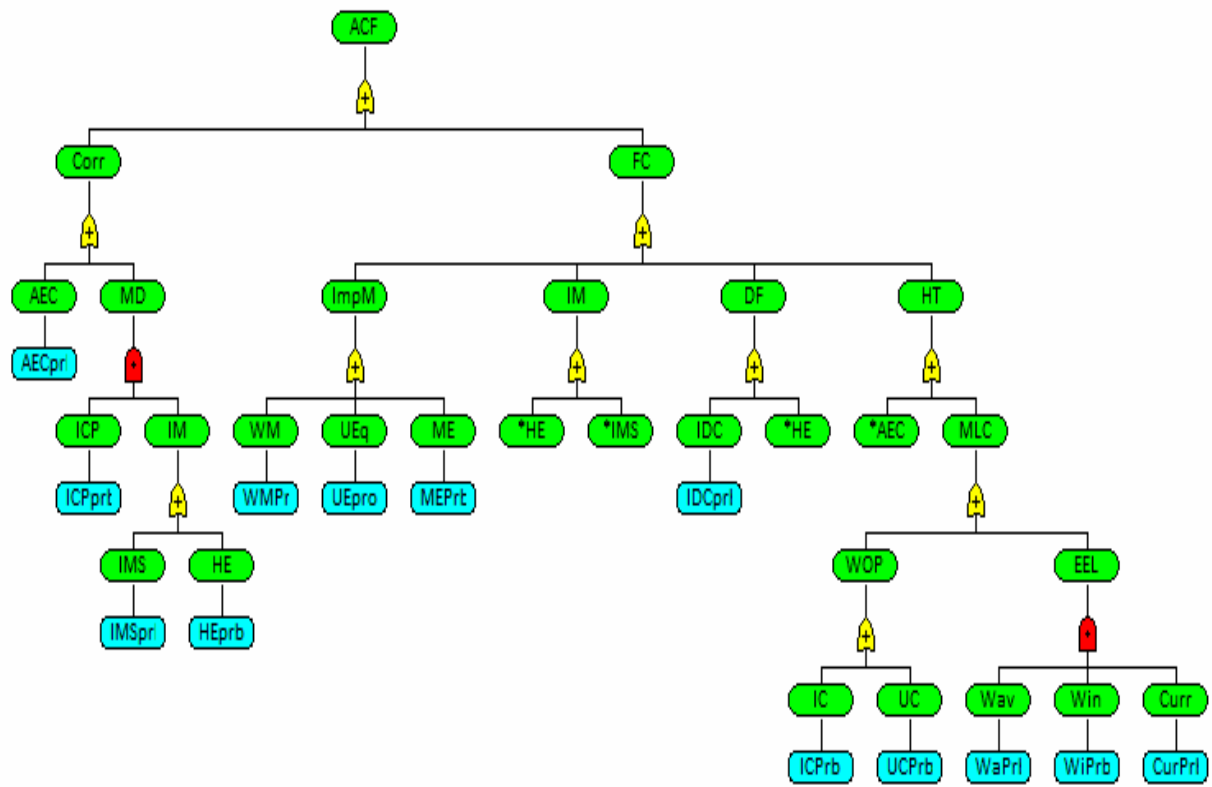 ACF
+
Corr FC
+ +
AEC MD ImpM IM DF HT
AECprl + + + +
ICP IM WM UEq ME *HE *IMS IDC *HE *AEC MLC
ICPprt + WMPr UEpro MEPrt IDCprl +
IMS HE WOP EEL
IMSprl HEprb +
IC UC Wav Win Curr
ICPrb UCPrb WaPrl WiPrb CurPrl